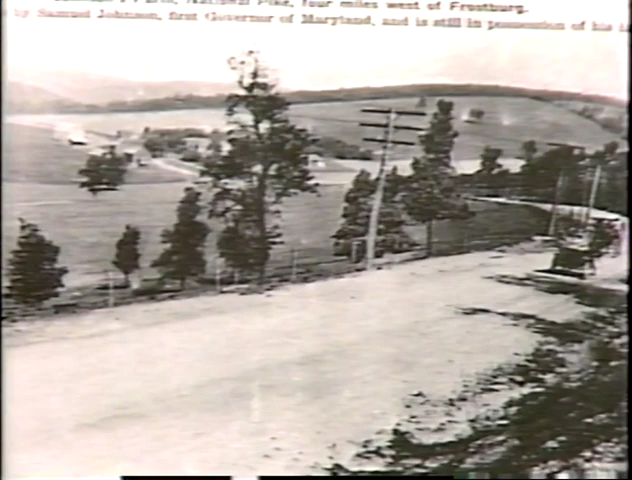 Farm, National Pike, four miles west of Frostburg.
by Samuel Johnson, first Governor of Maryland, and is still in possession of his